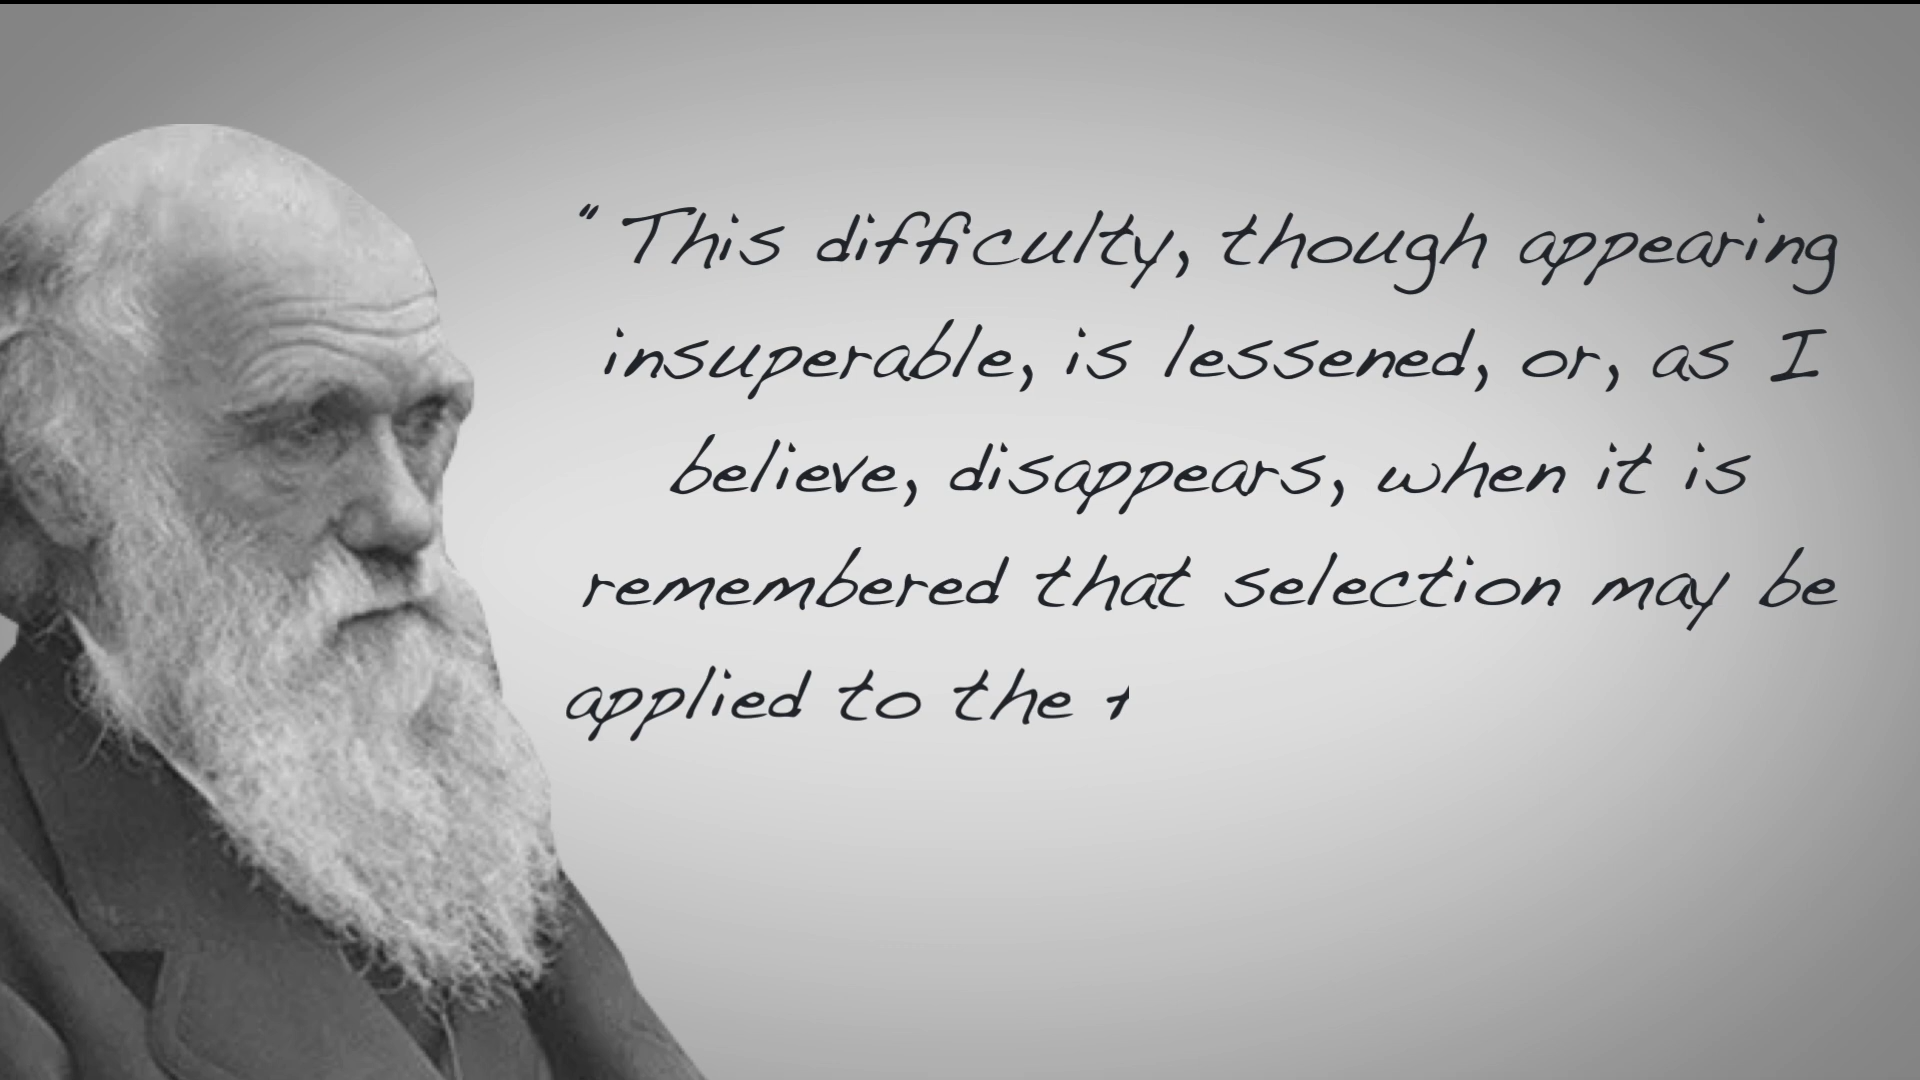 “This difficulty, though appearing
insuperable, is lessened, or, as I
believe, disappears, when it is
remembered that selection may be
applied to the